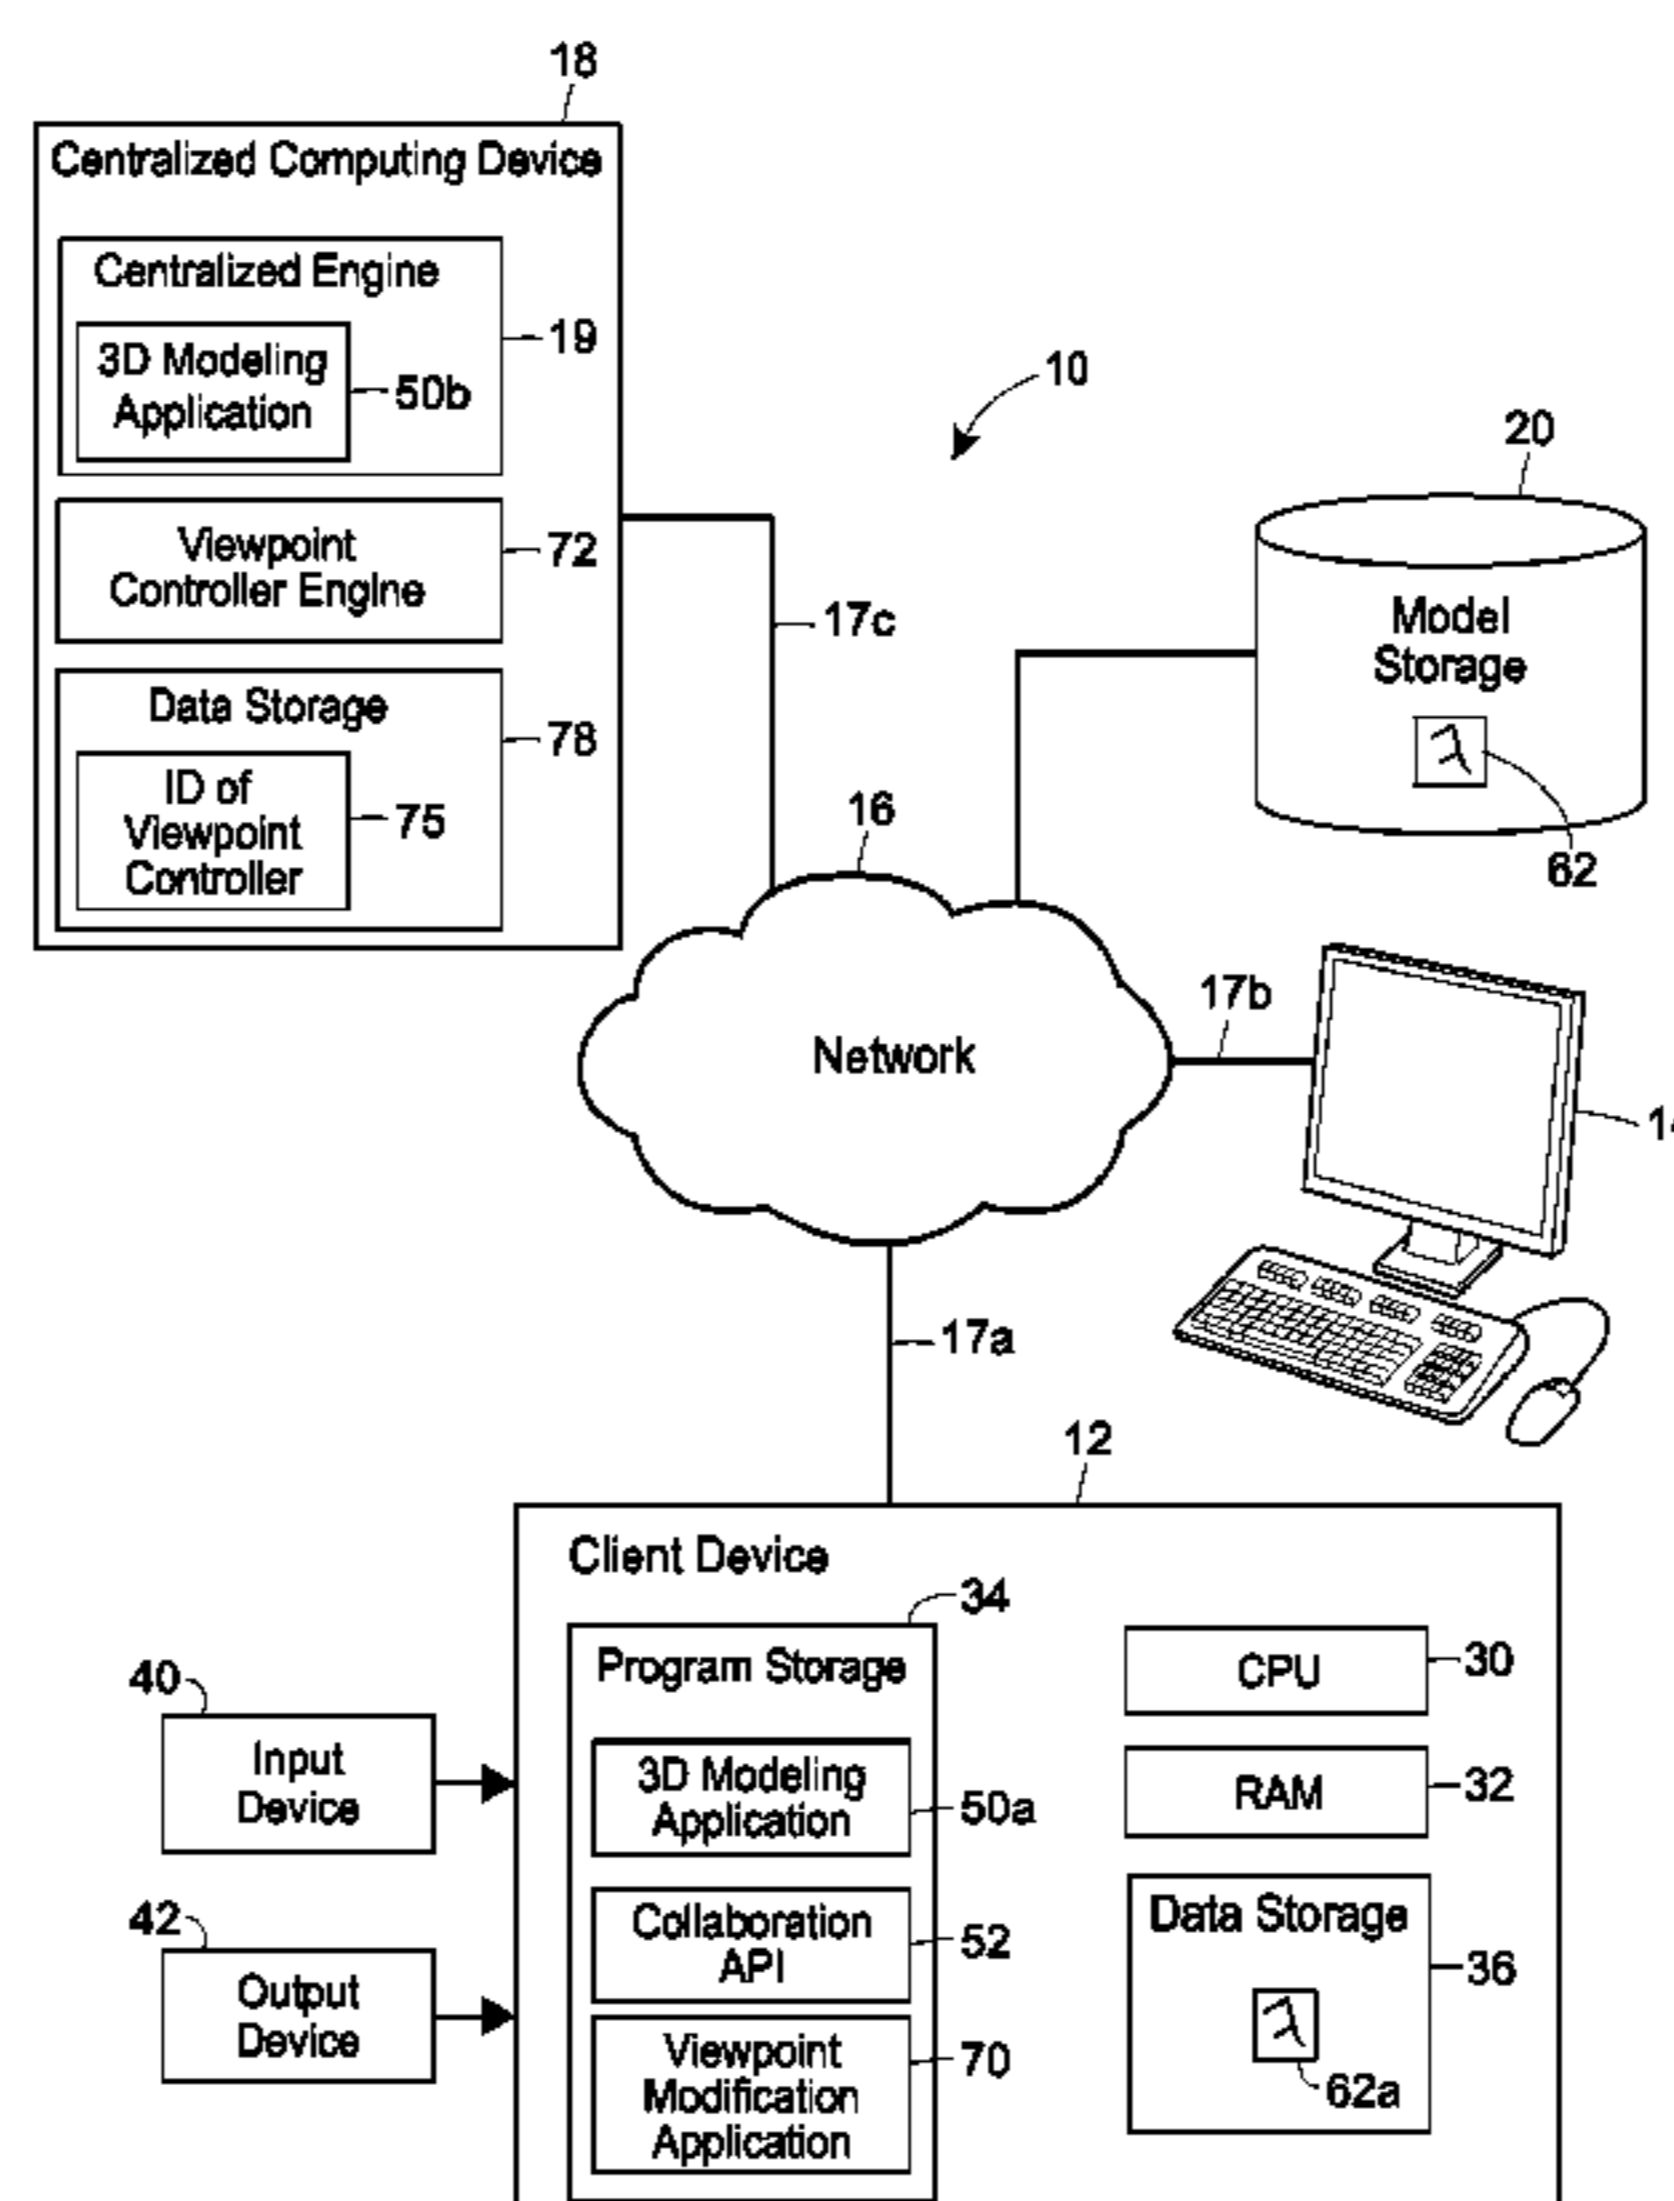 18
Centralized Computing Device
Centralized Engine
19
3D Modeling
Application
50b
10
20
Viewpoint
Controller Engine
72
17c
Model
Storage
62
Data Storage
78
ID of
Viewpoint
Controller
75
16
Network
17b
17a
12
Client Device
34
Program Storage
CPU
30
40
Input
Device
3D Modeling
Application
50a
RAM
32
42
Output
Device
Collaboration
API
52
Data Storage
36
62a
Viewpoint
Modification
Application
70